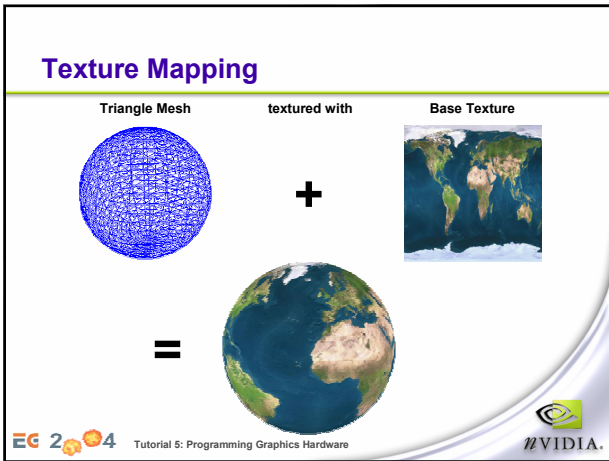 Texture Mapping
Triangle Mesh textured with Base Texture
+
=
EG 2004 Tutorial 5: Programming Graphics Hardware
nVIDIA.